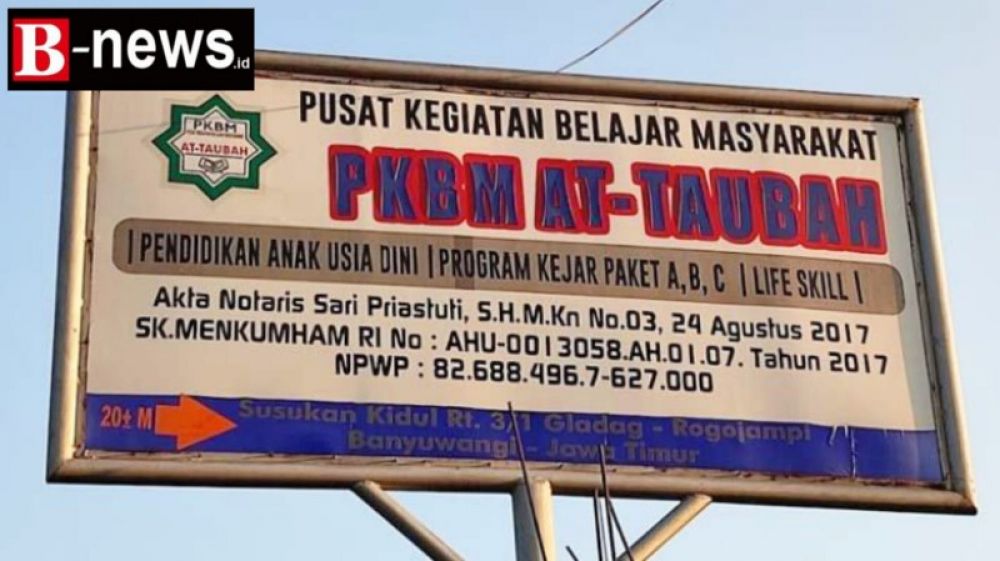 B-news.id
PUSAT KEGIATAN BELAJAR MASYARAKAT
PKBM
AT-TAUBAH
PKBM AT-TAUBAH
| PENDIDIKAN ANAK USIA DINI | PROGRAM KEJAR PAKET A,B, C | LIFE SKILL |
Akta Notaris Sari Priastuti, S.H.M.Kn No.03, 24 Agustus 2017
SK.MENKUMHAM RI No : AHU-0013058.AH.01.07. Tahun 2017
NPWP : 82.688.496.7-627.000
20± M
Susukan Kidul Rt. 3/1 Gladag - Rogojampi
Banyuwangi - Jawa Timur